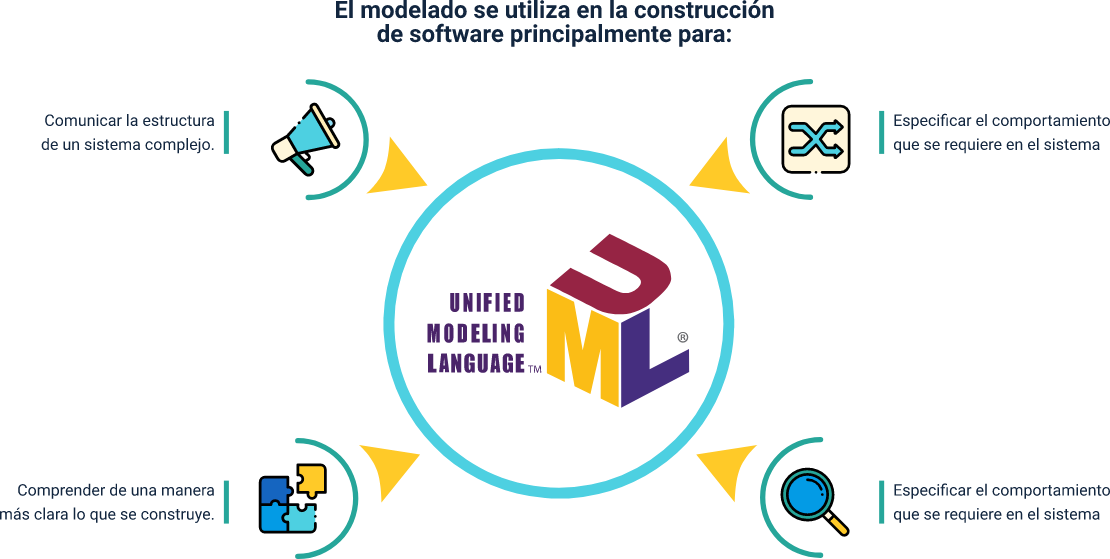 El modelado se utiliza en la construcción
de software principalmente para:
Comunicar la estructura
de un sistema complejo.
Especificar el comportamiento
que se requiere en el sistema
UNIFIED
MODELING
LANGUAGE™
UML®
Comprender de una manera
más clara lo que se construye.
Especificar el comportamiento
que se requiere en el sistema